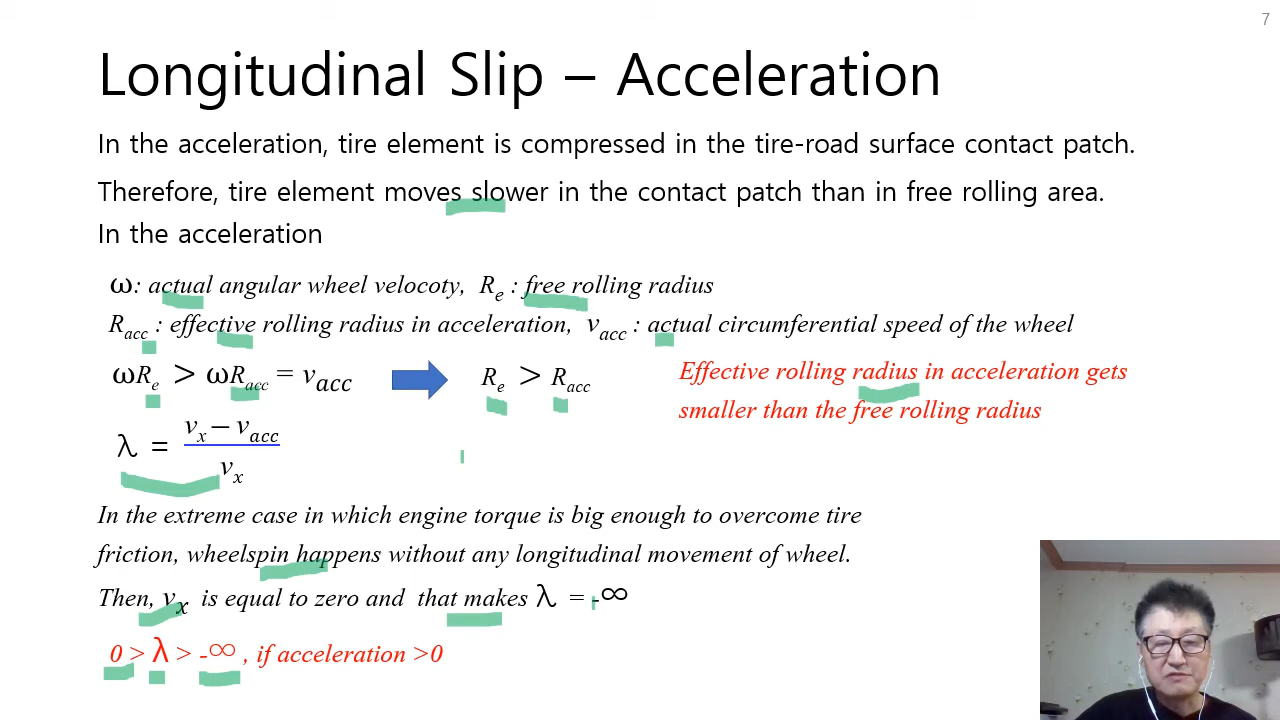 7
Longitudinal Slip – Acceleration
In the acceleration, tire element is compressed in the tire-road surface contact patch.
Therefore, tire element moves slower in the contact patch than in free rolling area.
In the acceleration
ω: actual angular wheel velocoty, Re : free rolling radius
Racc : effective rolling radius in acceleration, vacc : actual circumferential speed of the wheel
ωRe > ωRacc = vacc
Re > Racc
Effective rolling radius in acceleration gets
smaller than the free rolling radius
λ = (vx – vacc) / vx
In the extreme case in which engine torque is big enough to overcome tire
friction, wheelspin happens without any longitudinal movement of wheel.
Then, vx is equal to zero and that makes λ = -∞
0 > λ > -∞ , if acceleration >0